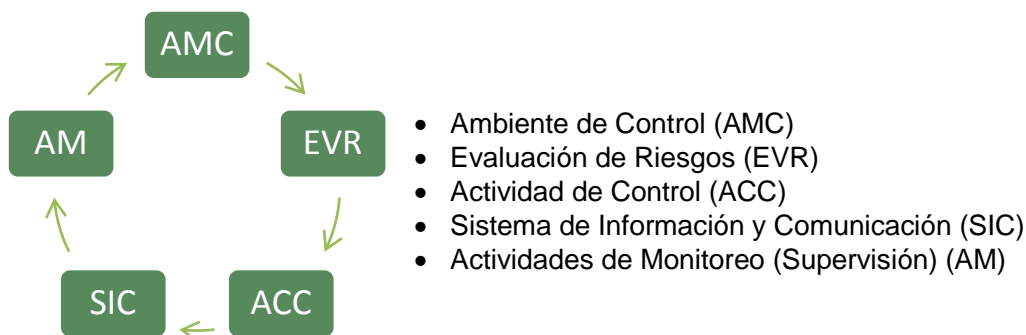 AMC
AM
EVR
SIC
ACC
• Ambiente de Control (AMC)
• Evaluación de Riesgos (EVR)
• Actividad de Control (ACC)
• Sistema de Información y Comunicación (SIC)
• Actividades de Monitoreo (Supervisión) (AM)